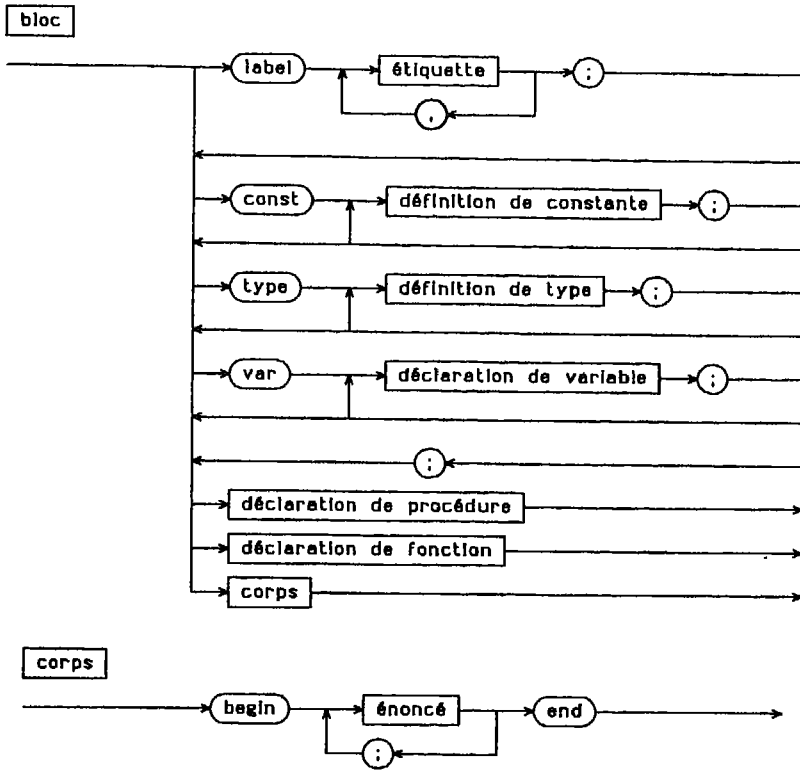 bloc
label étiquette ;
,
const définition de constante ;
type définition de type ;
var déclaration de variable ;
;
déclaration de procédure
déclaration de fonction
corps
corps
begin énoncé end
;